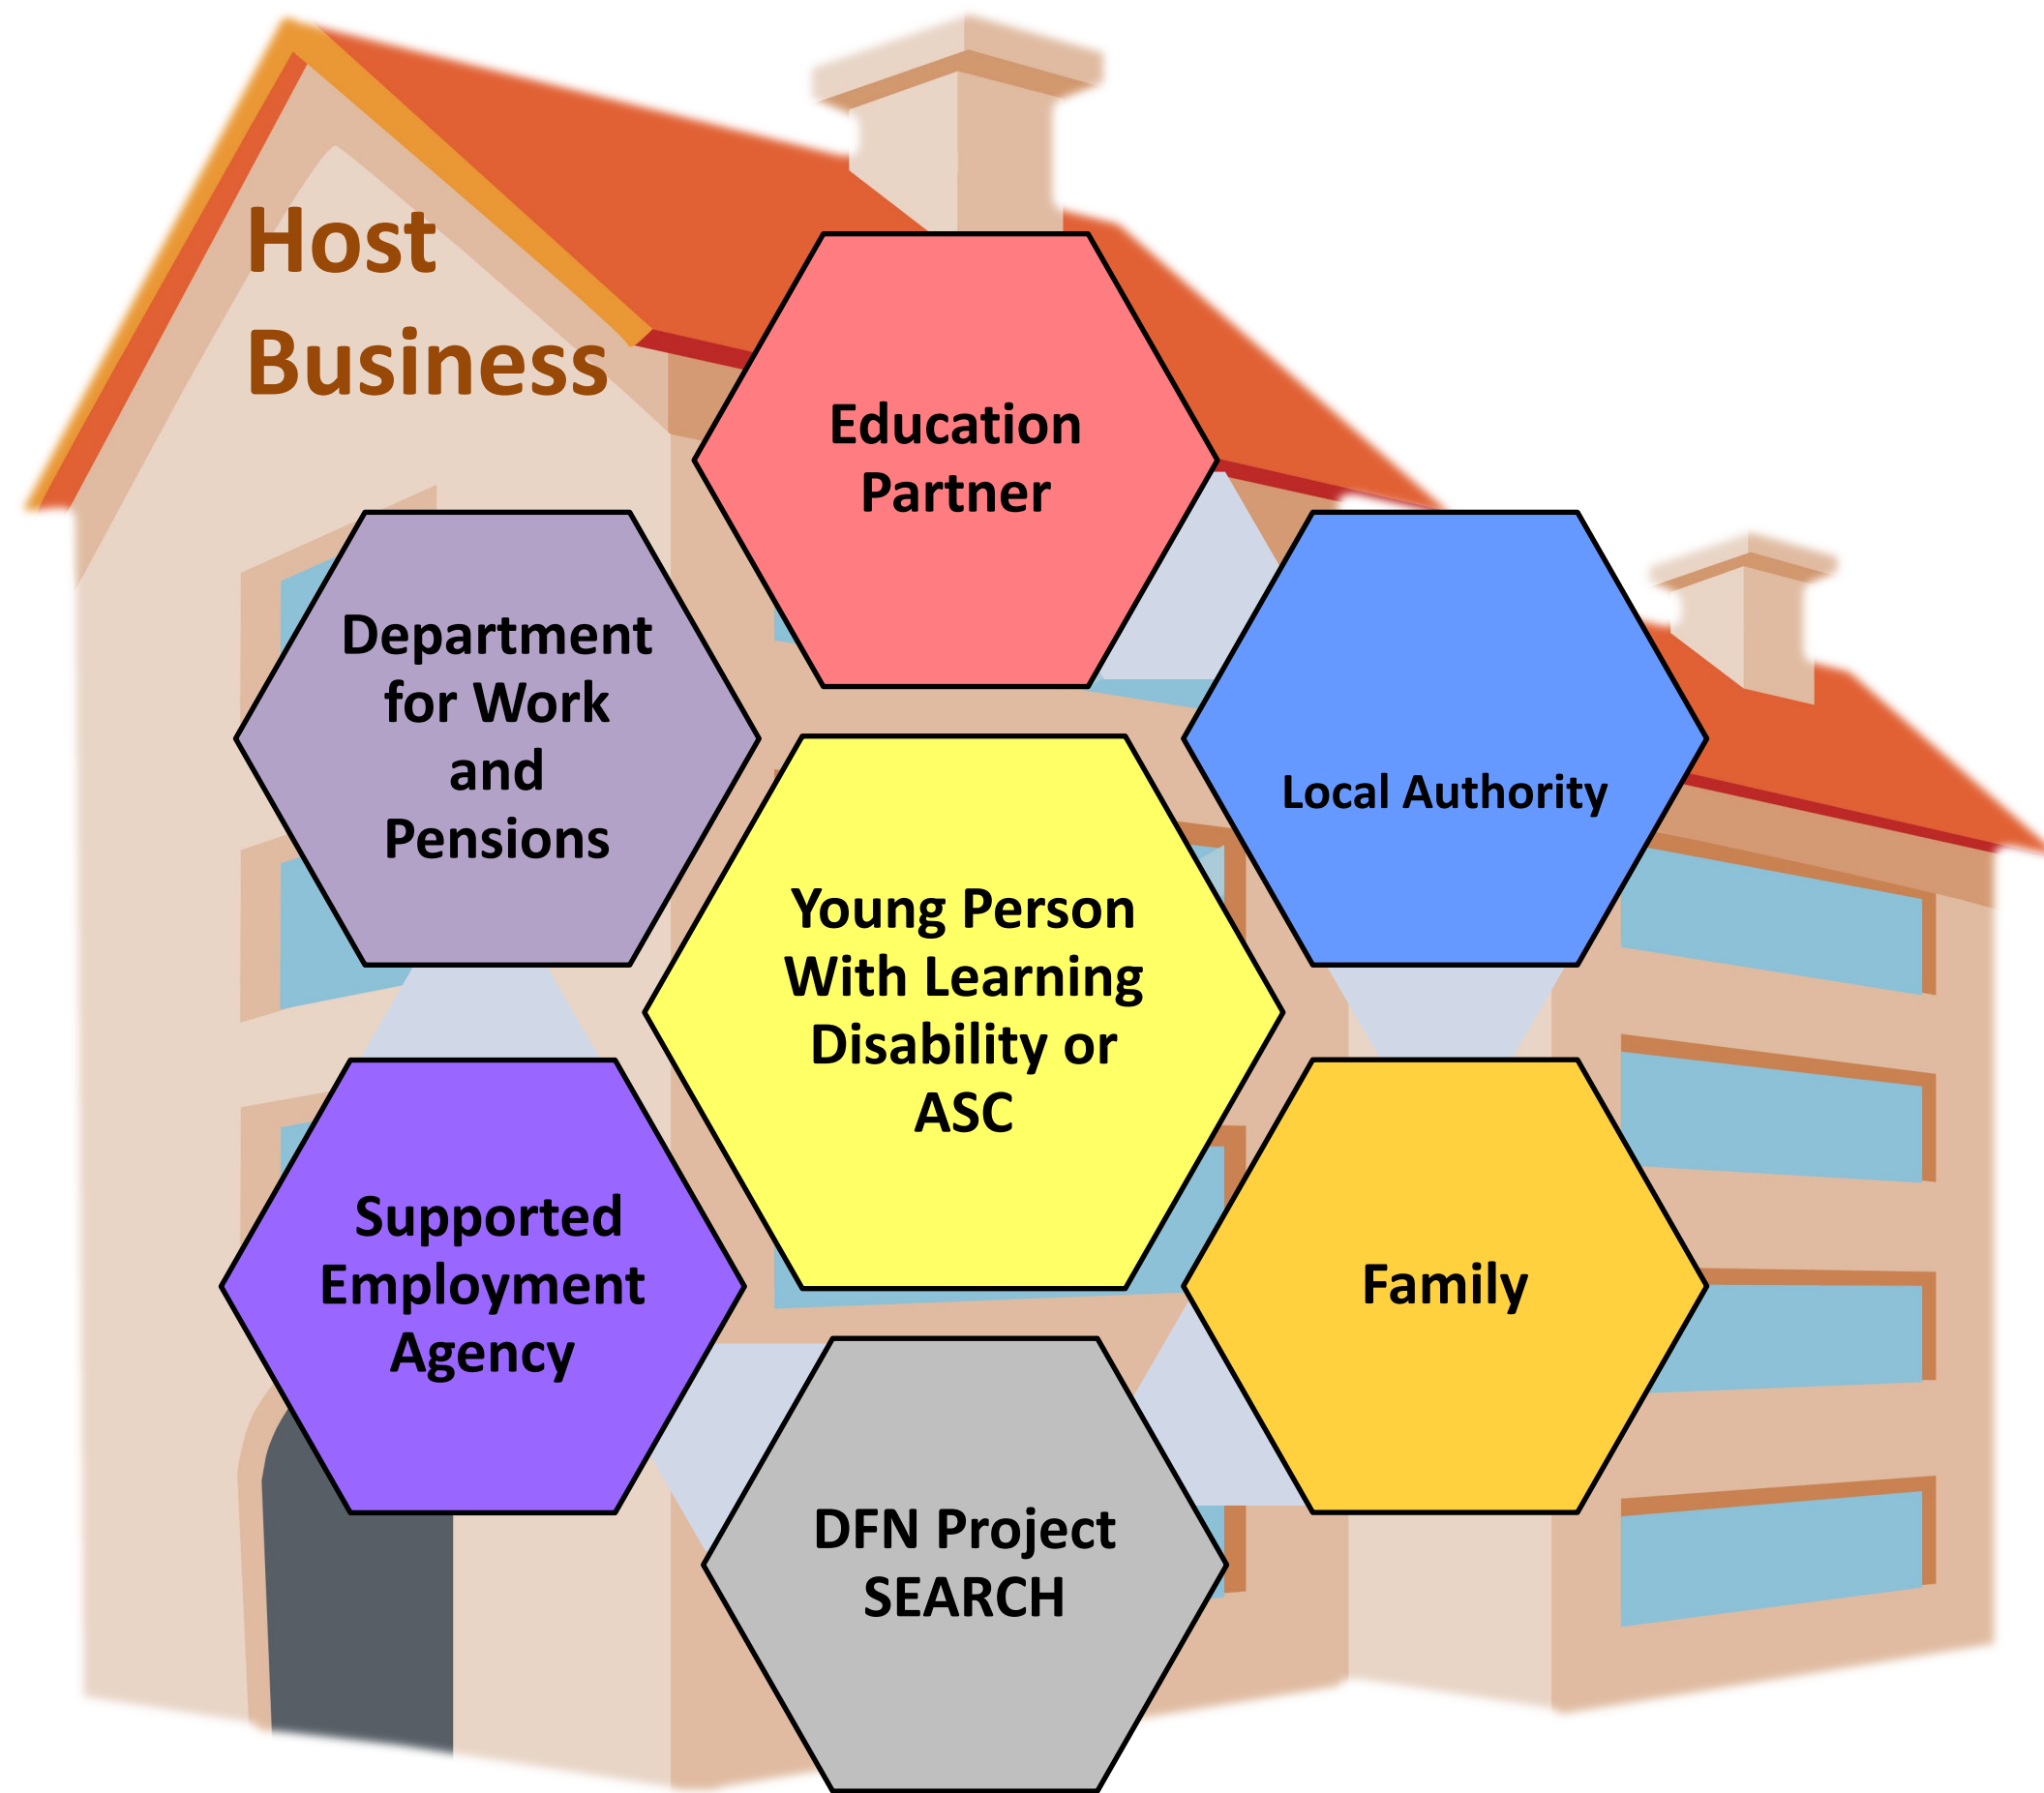 Host
Business
Education
Partner
Department
for Work
and
Pensions
Local Authority
Young Person
With Learning
Disability or
ASC
Supported
Employment
Agency
Family
DFN Project
SEARCH